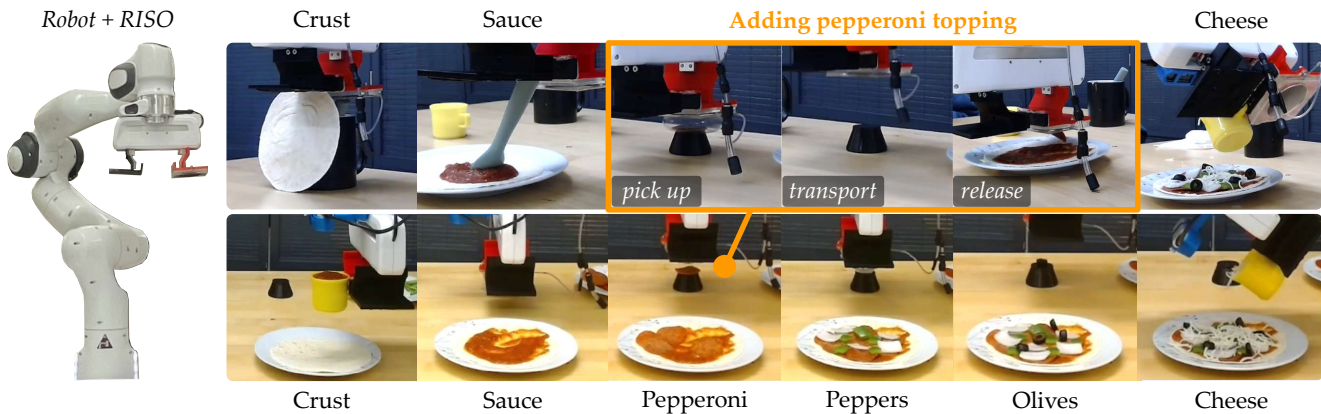 Robot + RISO
Crust
Sauce
Adding pepperoni topping
Cheese
pick up
transport
release
Crust
Sauce
Pepperoni
Peppers
Olives
Cheese